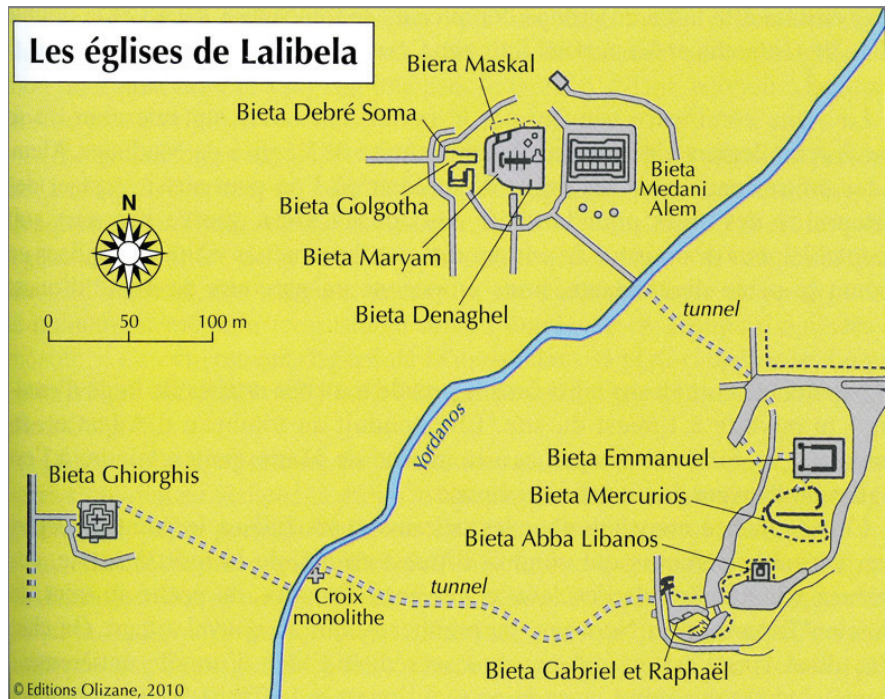 Les églises de Lalibela
Biera Maskal
Bieta Debré Soma
Bieta
Medani
Alem
Bieta Golgotha
N
Bieta Maryam
0 50 100 m
Bieta Denaghel
tunnel
Yordanos
Bieta Emmanuel
Bieta Ghiorghis
Bieta Mercurios
Bieta Abba Libanos
tunnel
Croix
monolithe
Bieta Gabriel et Raphaël
© Editions Olizane, 2010